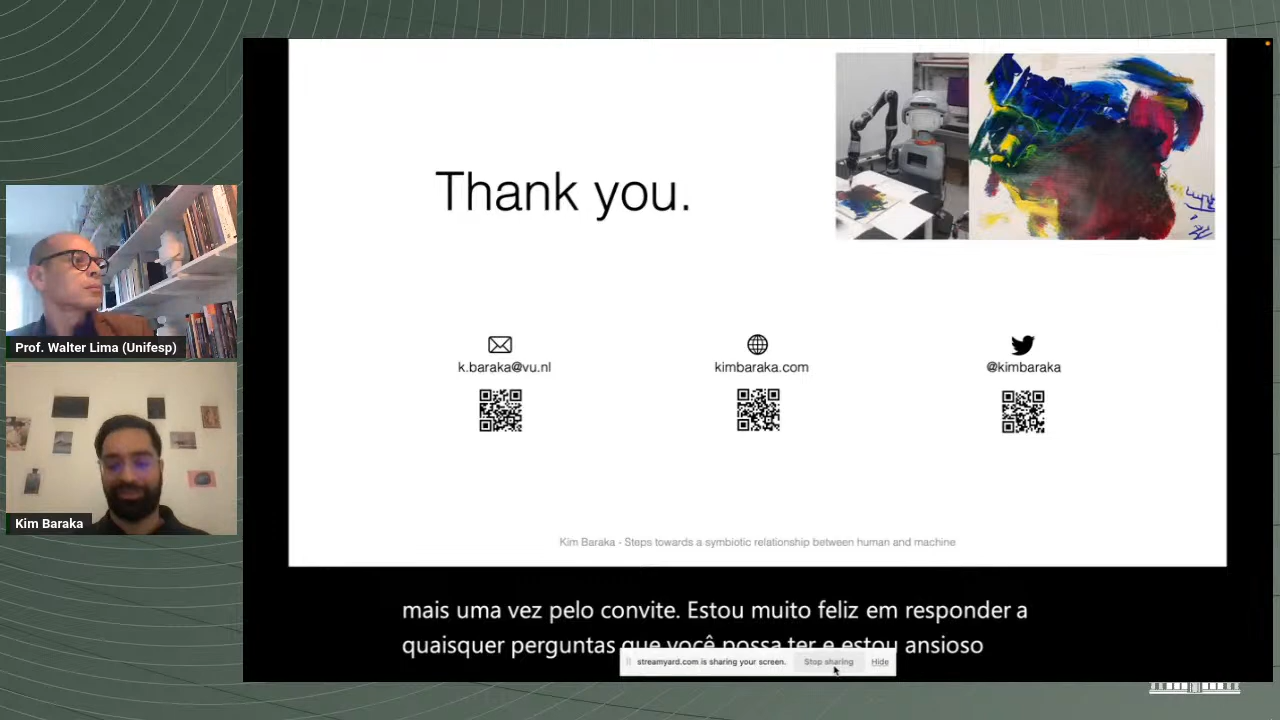 Thank you.
k.baraka@vu.nl
kimbaraka.com
@kimbaraka
Prof. Walter Lima (Unifesp)
Kim Baraka
Kim Baraka - Steps towards a symbiotic relationship between human and machine
mais uma vez pelo convite. Estou muito feliz em responder a
quaisquer perguntas que você possa ter e estou ansioso
streamyard.com is sharing your screen.
Stop sharing
Hide